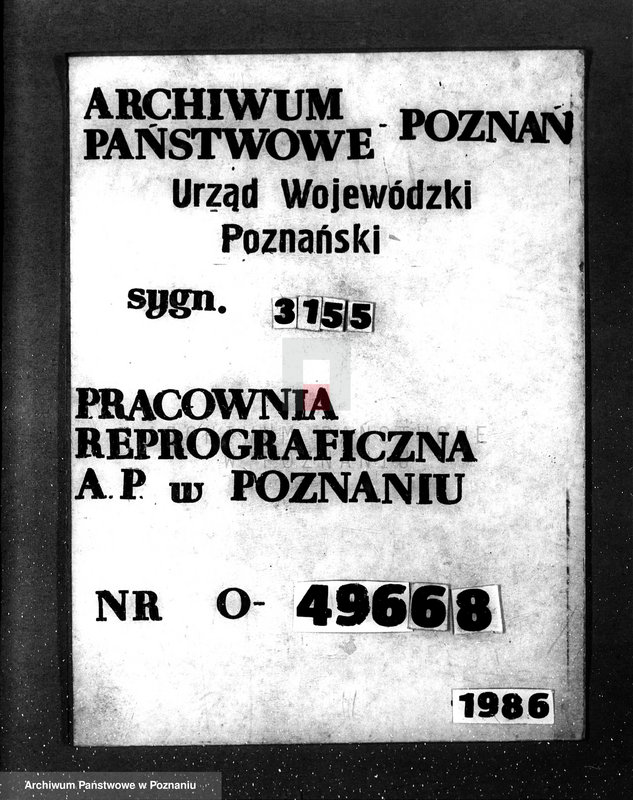 ARCHIWUM
PAŃSTWOWE - POZNAŃ
Urząd Wojewódzki
Poznański
sygn. 3155
PRACOWNIA
REPROGRAFICZNA
A.P. w POZNANIU
NR O- 49668
1986
Archiwum Państwowe w Poznaniu